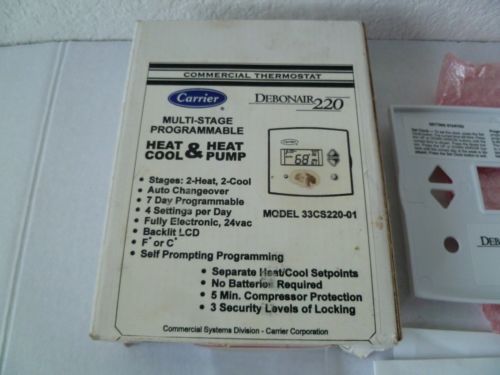 COMMERCIAL THERMOSTAT
Carrier
DEBONAIR 220
MULTI-STAGE
PROGRAMMABLE
HEAT & HEAT
COOL PUMP
Carrier
68
MODEL 33CS220-01
• Stages: 2-Heat, 2-Cool
• Auto Changeover
• 7 Day Programmable
• 4 Settings per Day
• Fully Electronic, 24vac
• Backlit LCD
• F° or C°
• Self Prompting Programming
• Separate Heat/Cool Setpoints
• No Batteries Required
• 5 Min. Compressor Protection
• 3 Security Levels of Locking
Commercial Systems Division - Carrier Corporation
GETTING STARTED
DEBON